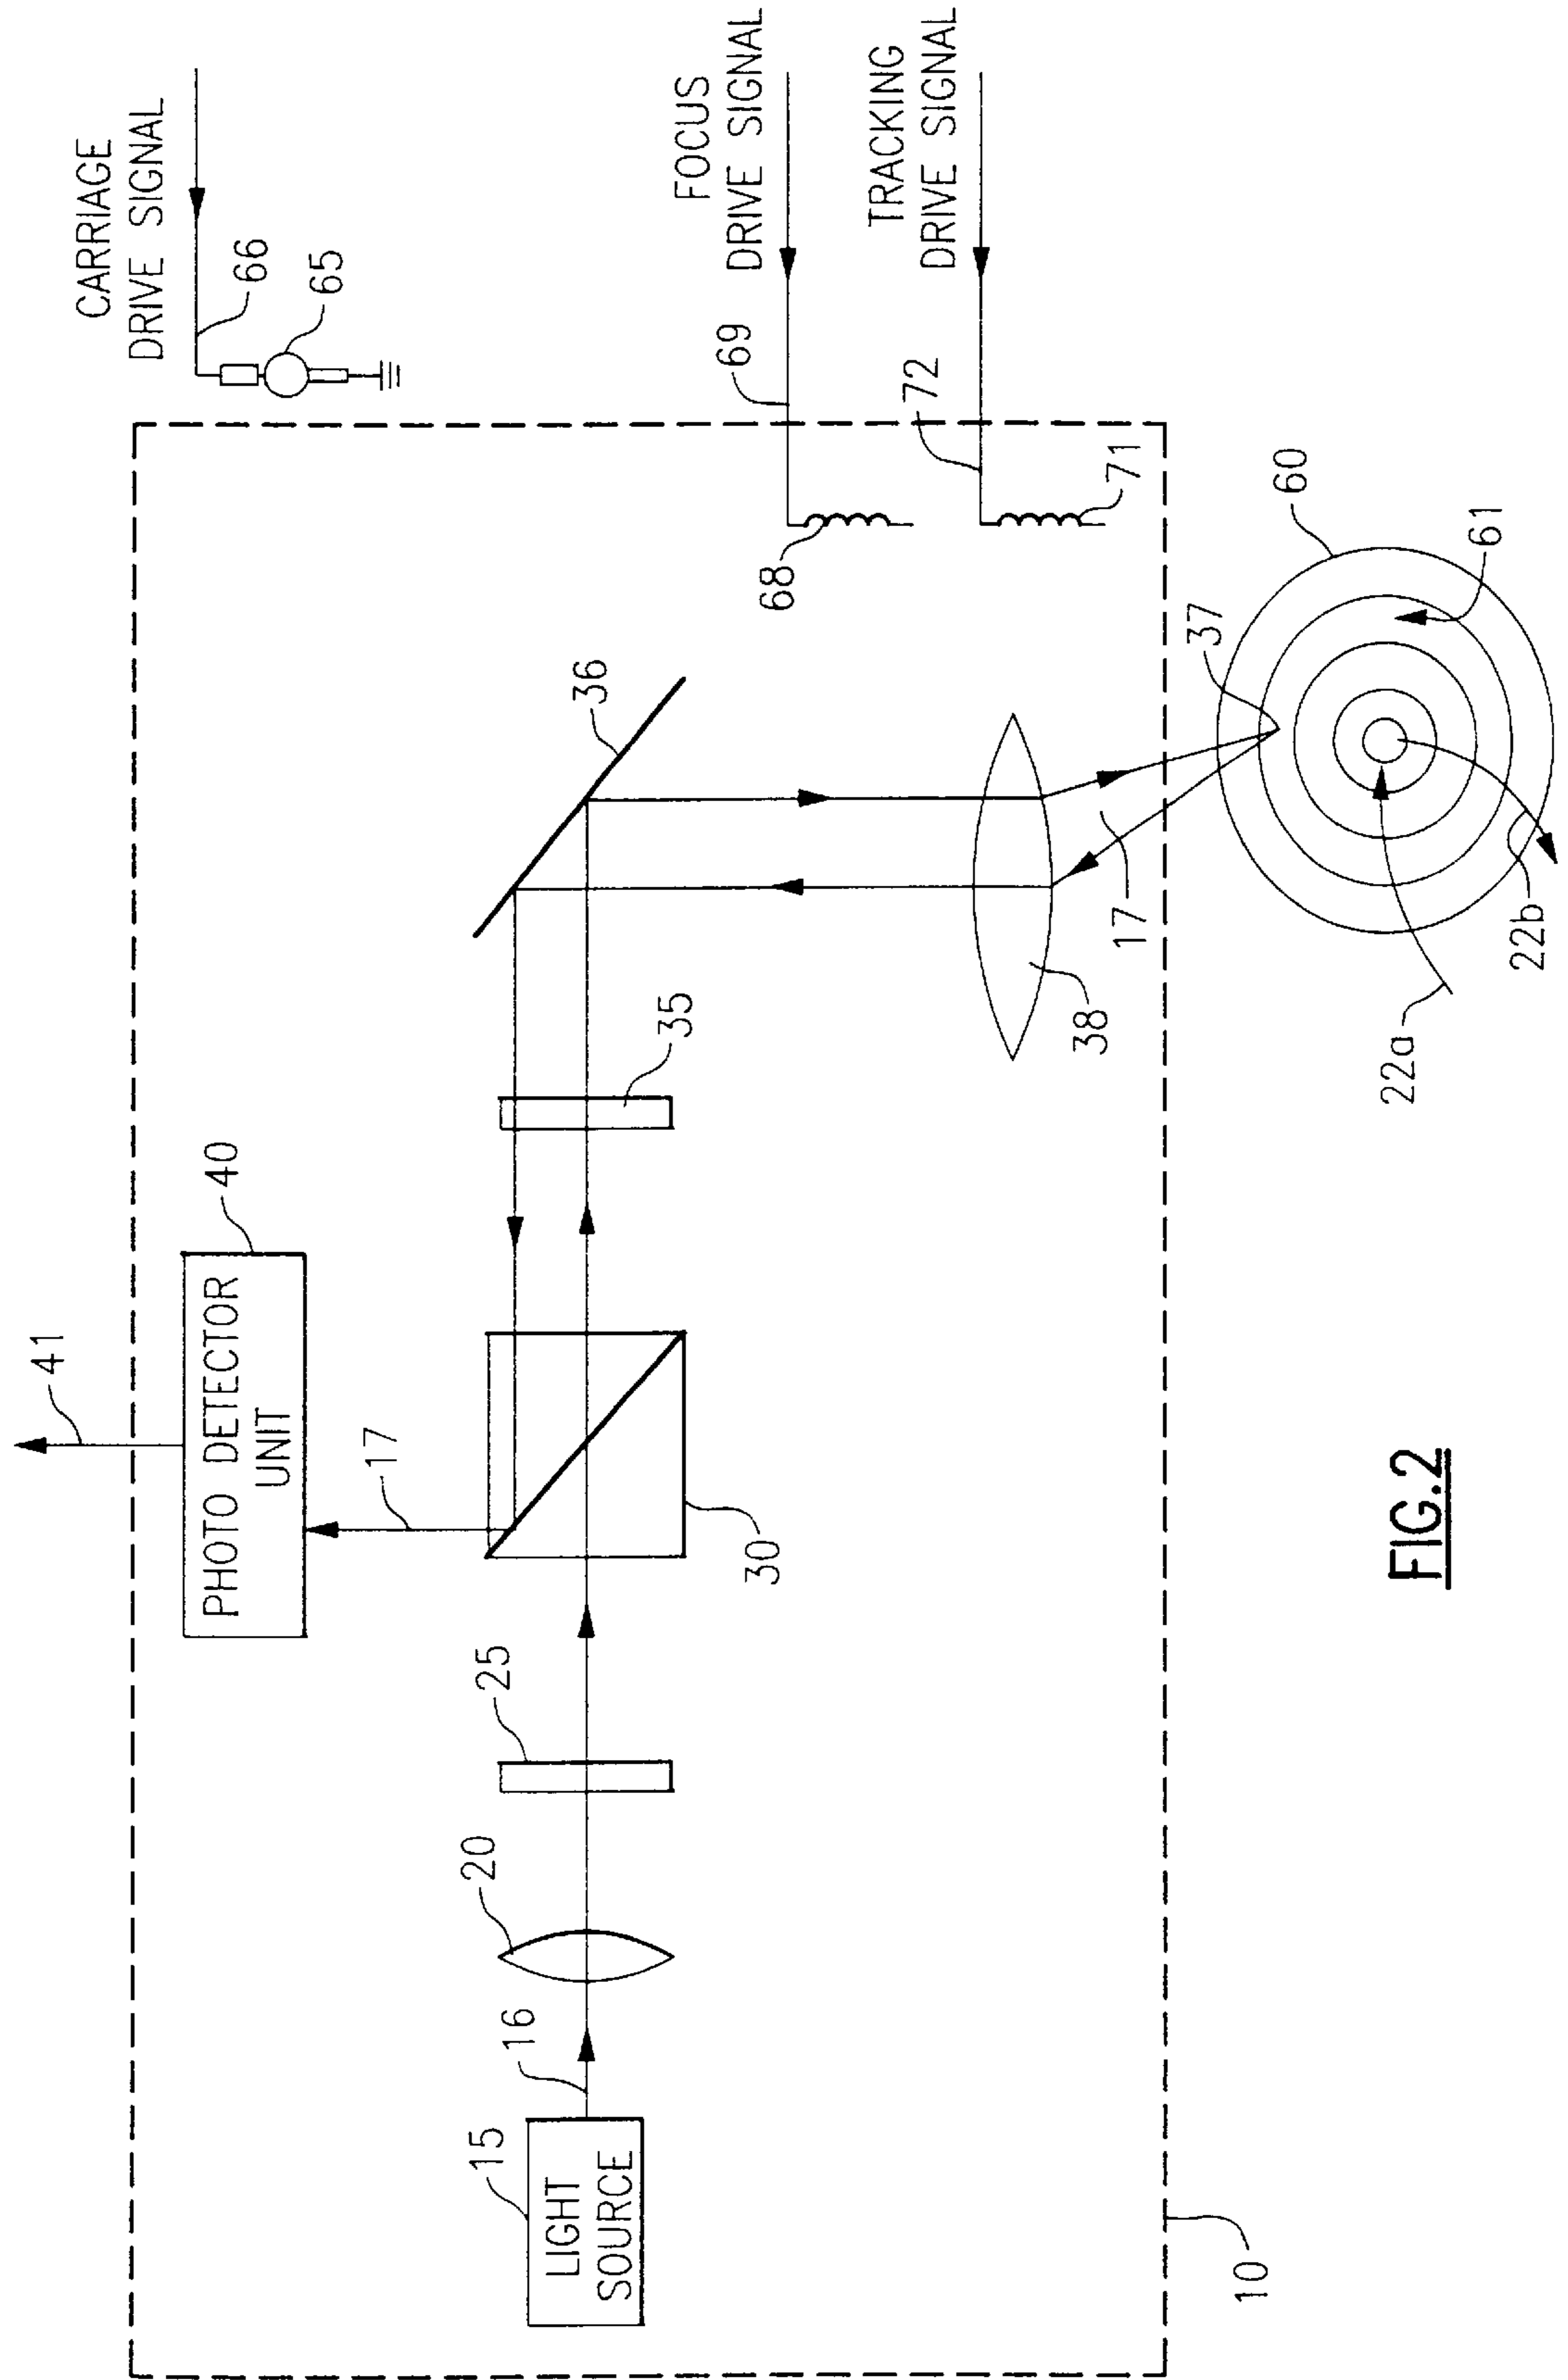 CARRIAGE
DRIVE SIGNAL
66
65
FOCUS
DRIVE SIGNAL
69
68
TRACKING
DRIVE SIGNAL
72
71
41
40
PHOTO DETECTOR
UNIT
17
36
35
30
25
20
16
15
LIGHT
SOURCE
38
17
37
60
61
22a
22b
10
FIG.2